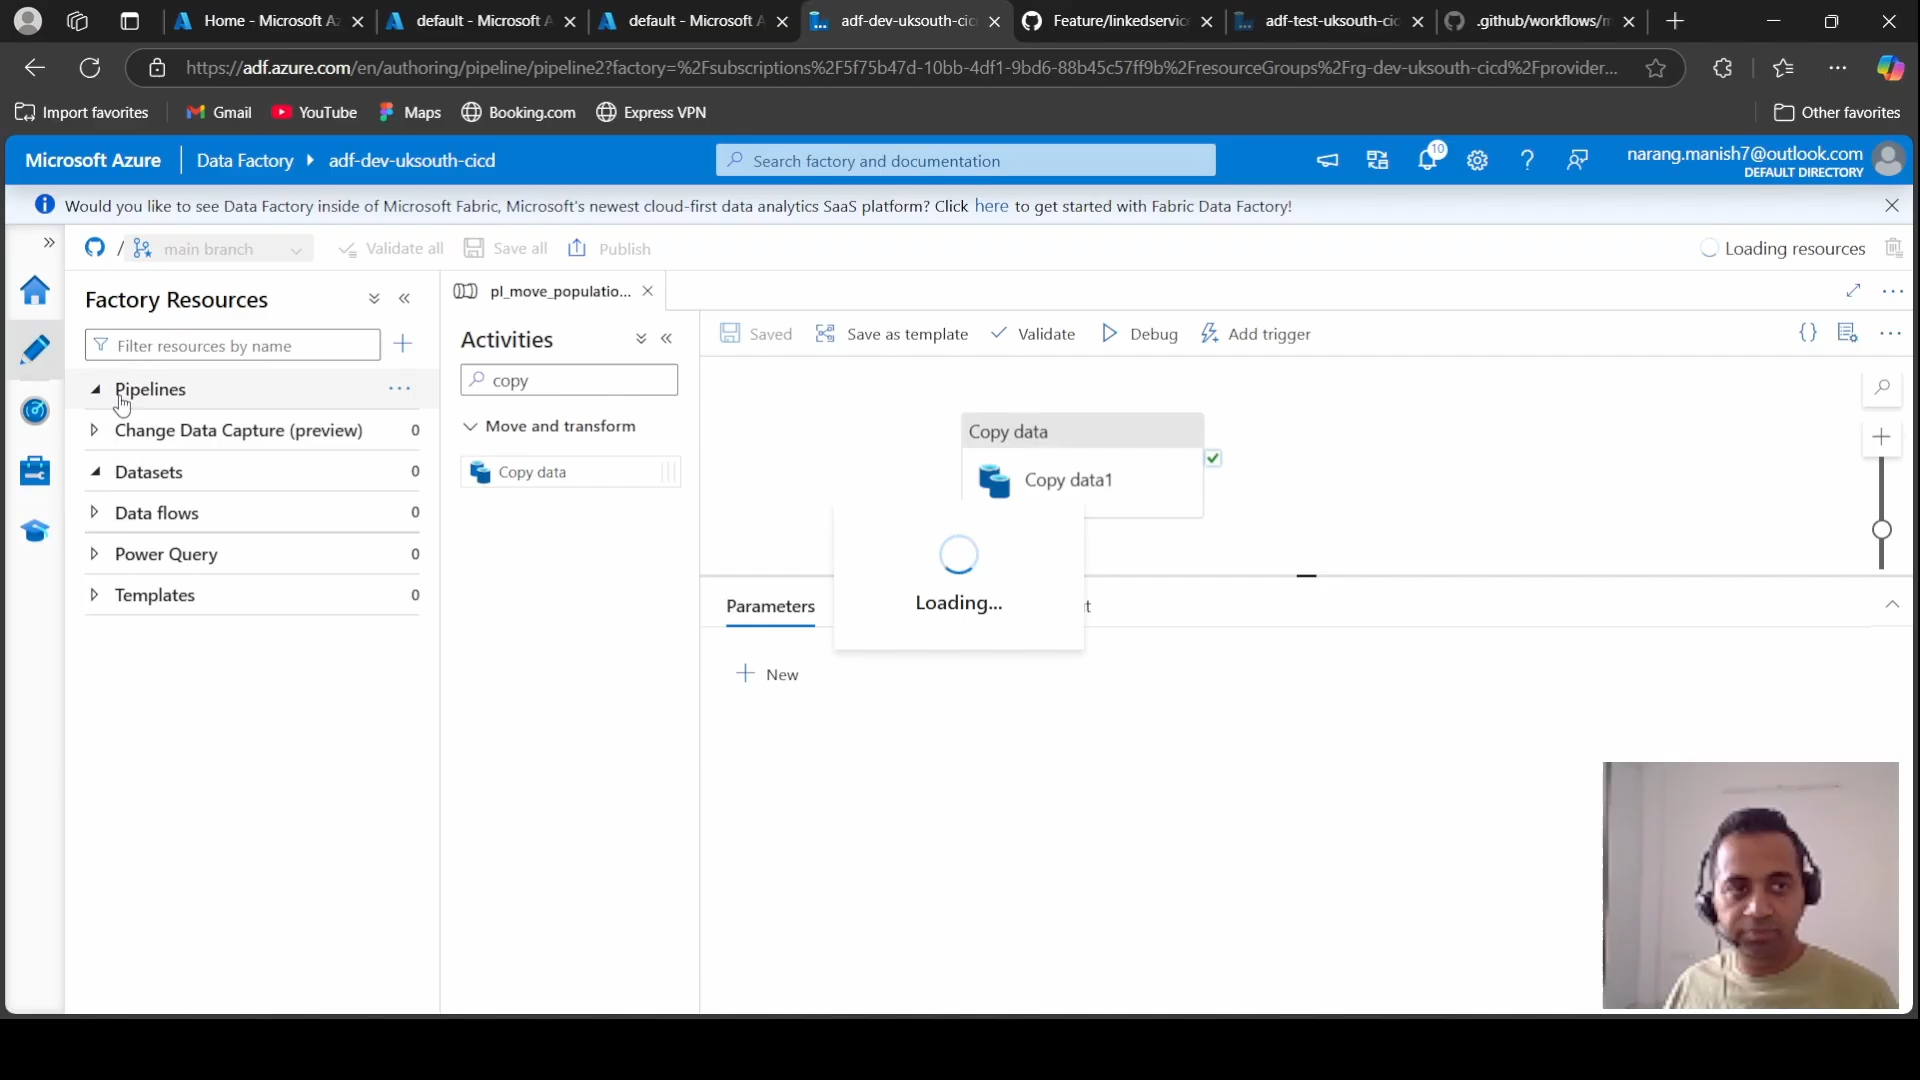 Home - Microsoft Az
default - Microsoft A
default - Microsoft A
adf-dev-uksouth-cic
Feature/linkedservic
adf-test-uksouth-cic
.github/workflows/m
https://adf.azure.com/en/authoring/pipeline/pipeline2?factory=%2Fsubscriptions%2F5f75b47d-10bb-4df1-9bd6-88b45c57ff9b%2FresourceGroups%2Frg-dev-uksouth-cicd%2Fprovider...
Import favorites
Gmail
YouTube
Maps
Booking.com
Express VPN
Other favorites
Microsoft Azure
Data Factory
adf-dev-uksouth-cicd
Search factory and documentation
10
narang.manish7@outlook.com
DEFAULT DIRECTORY
Would you like to see Data Factory inside of Microsoft Fabric, Microsoft's newest cloud-first data analytics SaaS platform? Click here to get started with Fabric Data Factory!
/ main branch
Validate all
Save all
Publish
Loading resources
Factory Resources
Filter resources by name
Pipelines
Change Data Capture (preview) 0
Datasets 0
Data flows 0
Power Query 0
Templates 0
pl_move_populatio...
Activities
copy
Move and transform
Copy data
Saved
Save as template
Validate
Debug
Add trigger
Copy data
Copy data1
Loading...
Parameters
t
New